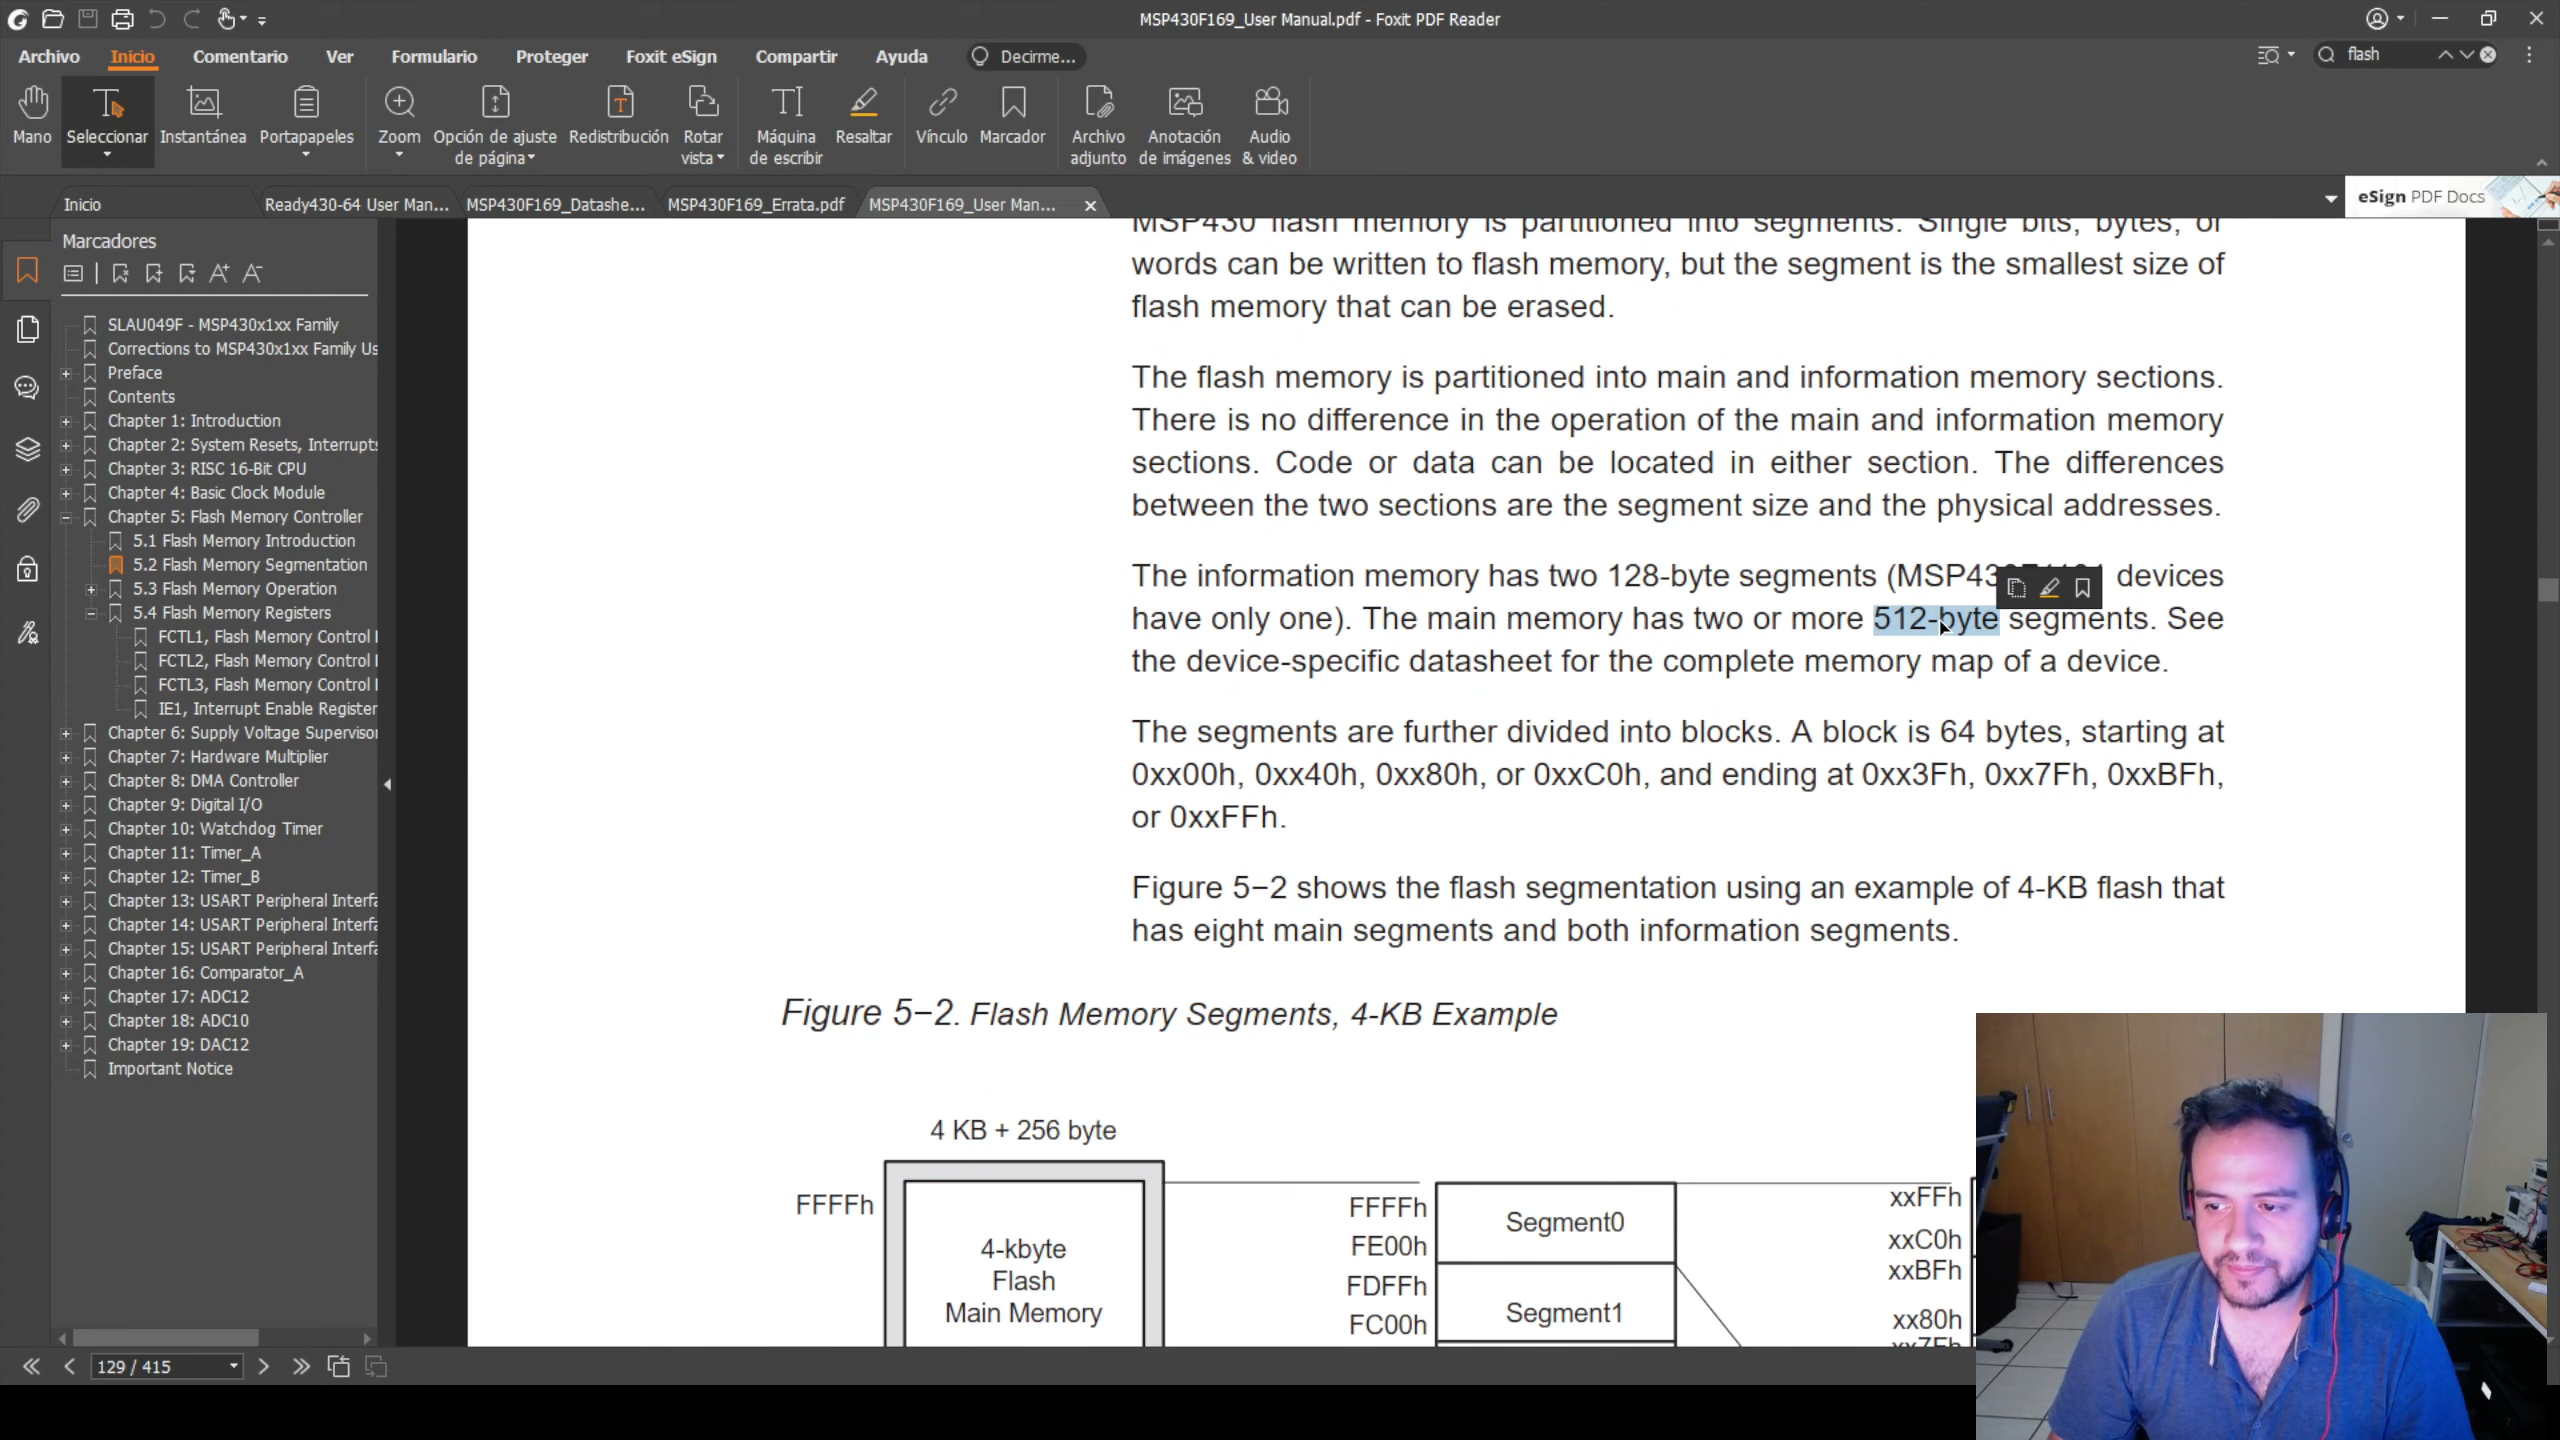 MSP430F169_User Manual.pdf - Foxit PDF Reader
Archivo Inicio Comentario Ver Formulario Proteger Foxit eSign Compartir Ayuda Decirme... flash
Mano Seleccionar Instantánea Portapapeles Zoom Opción de ajuste de página Redistribución Rotar vista Máquina de escribir Resaltar Vínculo Marcador Archivo adjunto Anotación de imágenes Audio & video
Inicio Ready430-64 User Man... MSP430F169_Datashe... MSP430F169_Errata.pdf MSP430F169_User Man... eSign PDF Docs
Marcadores
SLAU049F - MSP430x1xx Family
Corrections to MSP430x1xx Family Us
Preface
Contents
Chapter 1: Introduction
Chapter 2: System Resets, Interrupts
Chapter 3: RISC 16-Bit CPU
Chapter 4: Basic Clock Module
Chapter 5: Flash Memory Controller
5.1 Flash Memory Introduction
5.2 Flash Memory Segmentation
5.3 Flash Memory Operation
5.4 Flash Memory Registers
FCTL1, Flash Memory Control
FCTL2, Flash Memory Control
FCTL3, Flash Memory Control
IE1, Interrupt Enable Register
Chapter 6: Supply Voltage Supervisor
Chapter 7: Hardware Multiplier
Chapter 8: DMA Controller
Chapter 9: Digital I/O
Chapter 10: Watchdog Timer
Chapter 11: Timer_A
Chapter 12: Timer_B
Chapter 13: USART Peripheral Interfa
Chapter 14: USART Peripheral Interfa
Chapter 15: USART Peripheral Interfa
Chapter 16: Comparator_A
Chapter 17: ADC12
Chapter 18: ADC10
Chapter 19: DAC12
Important Notice
129 / 415
MSP430 flash memory is partitioned into segments. Single bits, bytes, or
words can be written to flash memory, but the segment is the smallest size of
flash memory that can be erased.
The flash memory is partitioned into main and information memory sections.
There is no difference in the operation of the main and information memory
sections. Code or data can be located in either section. The differences
between the two sections are the segment size and the physical addresses.
The information memory has two 128-byte segments ( devices
have only one). The main memory has two or more 512-byte segments. See
the device-specific datasheet for the complete memory map of a device.
The segments are further divided into blocks. A block is 64 bytes, starting at
0xx00h, 0xx40h, 0xx80h, or 0xxC0h, and ending at 0xx3Fh, 0xx7Fh, 0xxBFh,
or 0xxFFh.
Figure 5−2 shows the flash segmentation using an example of 4-KB flash that
has eight main segments and both information segments.
Figure 5−2. Flash Memory Segments, 4-KB Example
4 KB + 256 byte
FFFFh
4-kbyte
Flash
Main Memory
FFFFh
FE00h
FDFFh
FC00h
Segment0
Segment1
xxFFh
xxC0h
xxBFh
xx80h